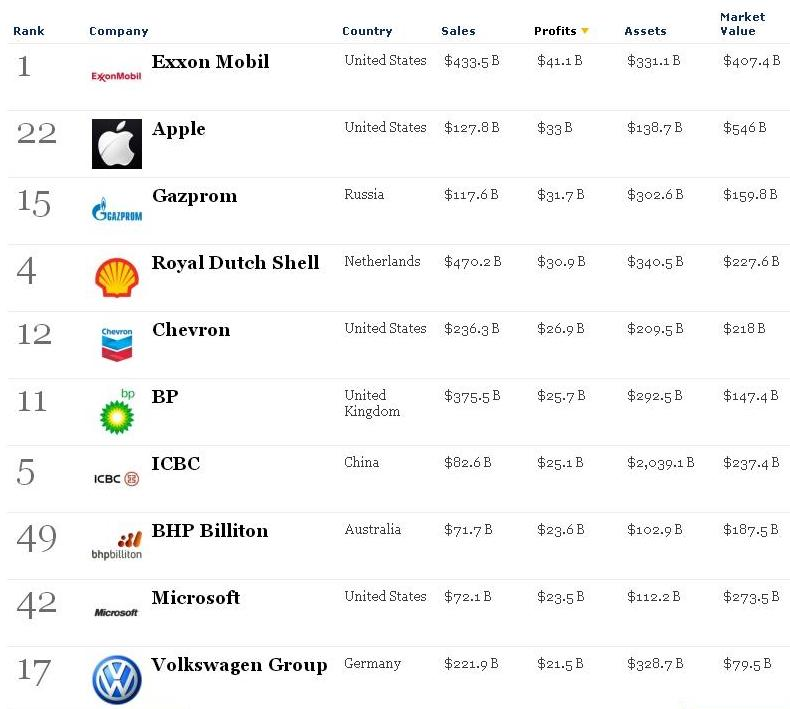 Rank Company Country Sales Profits Assets Market Value
1 ExxonMobil Exxon Mobil United States $433.5 B $41.1 B $331.1 B $407.4 B
22 Apple United States $127.8 B $33 B $138.7 B $546 B
15 GAZPROM Gazprom Russia $117.6 B $31.7 B $302.6 B $159.8 B
4 Royal Dutch Shell Netherlands $470.2 B $30.9 B $340.5 B $227.6 B
12 Chevron Chevron United States $236.3 B $26.9 B $209.5 B $218 B
11 bp BP United Kingdom $375.5 B $25.7 B $292.5 B $147.4 B
5 ICBC ICBC China $82.6 B $25.1 B $2,039.1 B $237.4 B
49 bhpbilliton BHP Billiton Australia $71.7 B $23.6 B $102.9 B $187.5 B
42 Microsoft Microsoft United States $72.1 B $23.5 B $112.2 B $273.5 B
17 Volkswagen Group Germany $221.9 B $21.5 B $328.7 B $79.5 B